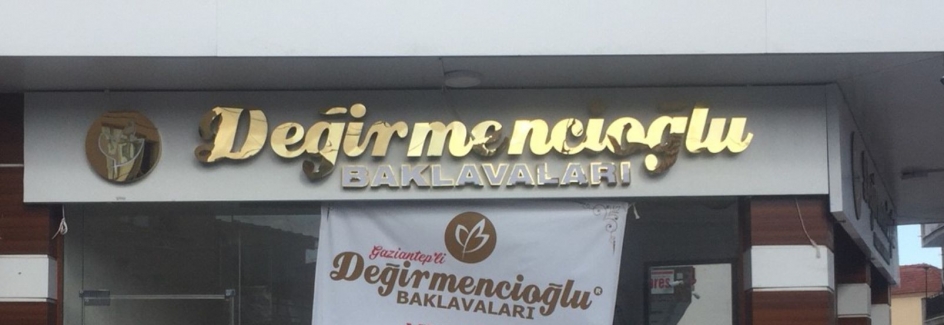 Değirmencioğlu
BAKLAVALARI
Gaziantep'li
Değirmencioğlu®
BAKLAVALARI